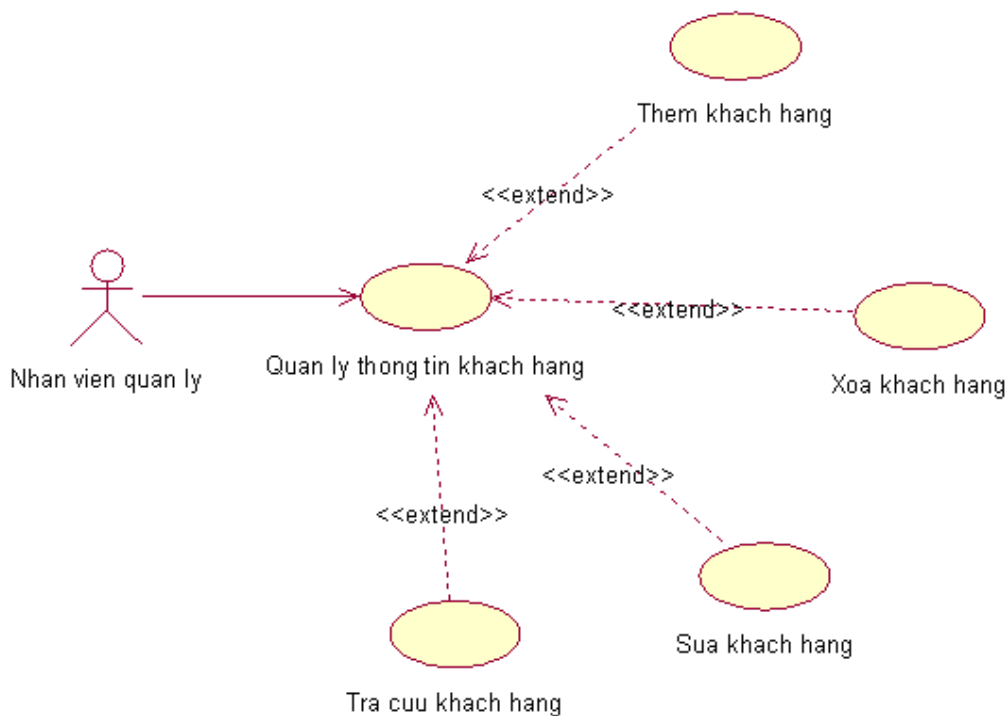 Them khach hang
<<extend>>
<<extend>>
Nhan vien quan ly
Quan ly thong tin khach hang
Xoa khach hang
<<extend>>
<<extend>>
Sua khach hang
Tra cuu khach hang